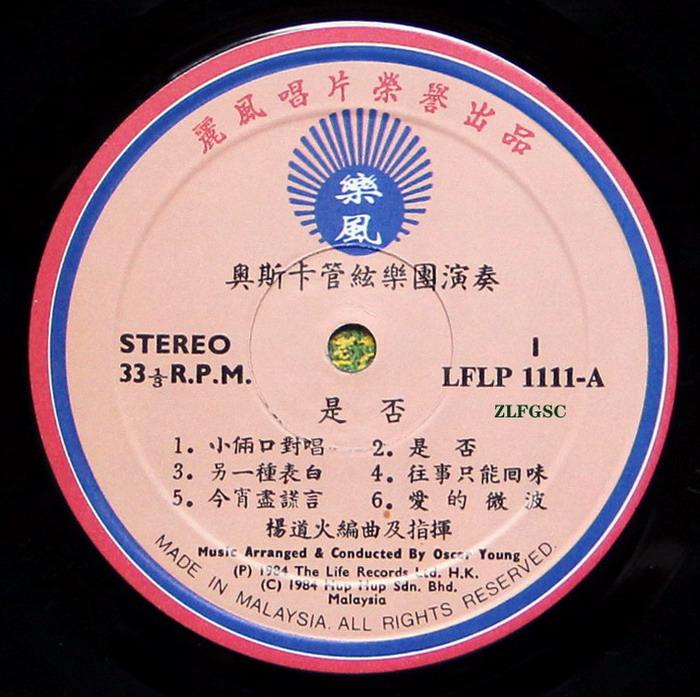 麗風唱片榮譽出品
樂
風
奧斯卡管絃樂團演奏
STEREO
33 1/3 R.P.M.
I
LFLP 1111-A
ZLFGSC
是 否
1. 小倆口對唱 2. 是 否
3. 另一種表白 4. 往事只能回味
5. 今宵盡謊言 6. 愛的微波
楊道火編曲及指揮
Music Arranged & Conducted By Oscar Young
(P) 1984 The Life Records Ltd. H.K.
(C) 1984 Hup Hup Sdn. Bhd.
Malaysia
MADE IN MALAYSIA. ALL RIGHTS RESERVED.